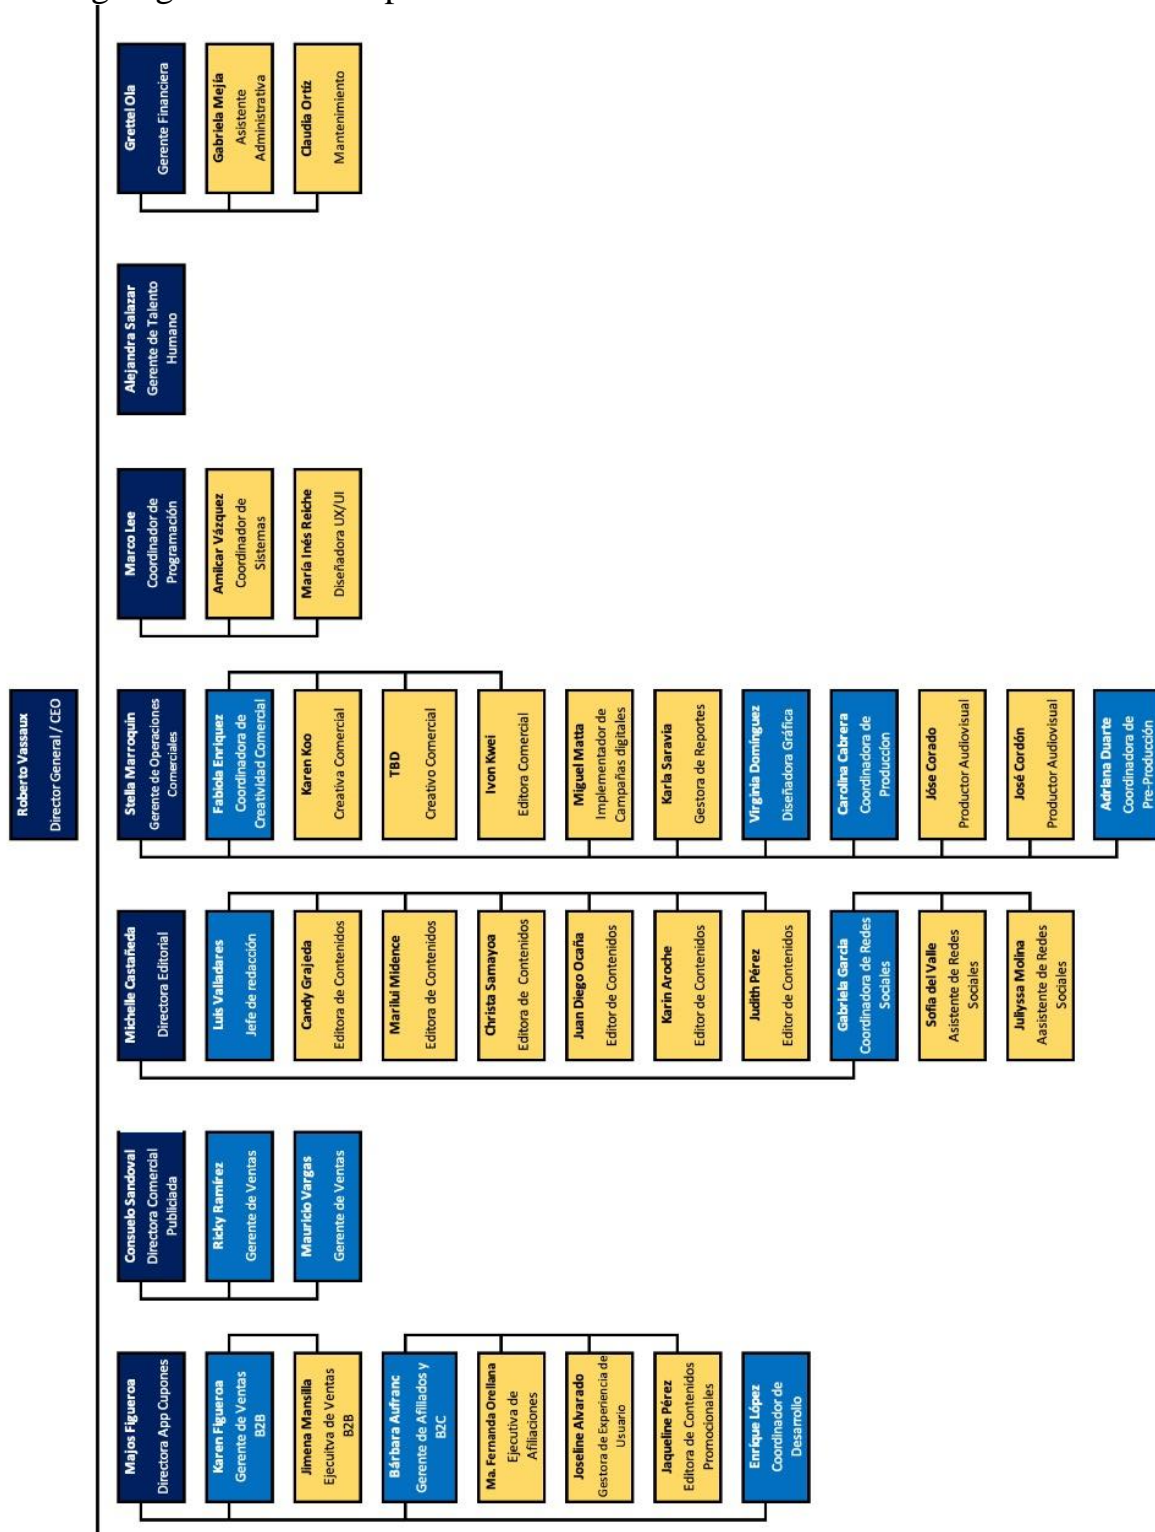 Roberto Vassaux
Director General / CEO
Majos Figueroa
Directora App Cupones
Karen Figueroa
Gerente de Ventas
B2B
Jimena Mansilla
Ejecuitva de Ventas
B2B
Bárbara Aufranc
Gerente de Afiliados y
B2C
Ma. Fernanda Orellana
Ejecutiva de
Afiliaciones
Joseline Alvarado
Gestora de Experiencia de
Usuario
Jaqueline Pérez
Editora de Contenidos
Promocionales
Enrique López
Coordinador de
Desarrollo
Consuelo Sandoval
Directora Comercial
Publiciada
Ricky Ramírez
Gerente de Ventas
Mauricio Vargas
Gerente de Ventas
Michelle Castañeda
Directora Editorial
Luis Valladares
Jefe de redacción
Candy Grajeda
Editora de Contenidos
Marilui Midence
Editora de Contenidos
Christa Samayoa
Editora de Contenidos
Juan Diego Ocaña
Editor de Contenidos
Karin Aroche
Editor de Contenidos
Judith Pérez
Editor de Contenidos
Gabriela Garcia
Coordinadora de Redes
Sociales
Sofia del Valle
Asistente de Redes
Sociales
Juliyssa Molina
Aasistente de Redes
Sociales
Stella Marroquin
Gerente de Operaciones
Comerciales
Fabiola Enriquez
Coordinadora de
Creatividad Comercial
Karen Koo
Creativa Comercial
TBD
Creativo Comercial
Ivon Kwei
Editora Comercial
Miguel Matta
Implementador de
Campañas digitales
Karla Saravia
Gestora de Reportes
Virginia Domínguez
Diseñadora Gráfica
Carolina Cabrera
Coordinadora de
Produccion
Jóse Corado
Productor Audiovisual
José Cordón
Productor Audiovisual
Adriana Duarte
Coordinadora de
Pre-Producción
Marco Lee
Coordinador de
Programación
Amilcar Vázquez
Coordinador de
Sistemas
María Inés Reiche
Diseñadora UX/UI
Alejandra Salazar
Gerente de Talento
Humano
Grettel Ola
Gerente Financiera
Gabriela Mejía
Asistente
Administrativa
Claudia Ortíz
Mantenimiento